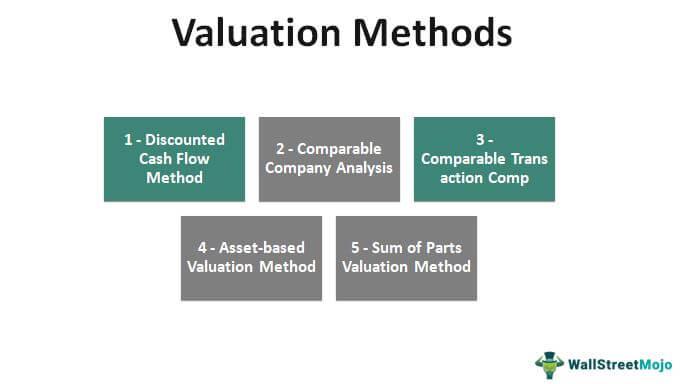 Valuation Methods
1 - Discounted
Cash Flow
Method
2 - Comparable
Company Analysis
3 -
Comparable Trans
action Comp
4 - Asset-based
Valuation Method
5 - Sum of Parts
Valuation Method
WallStreetMojo